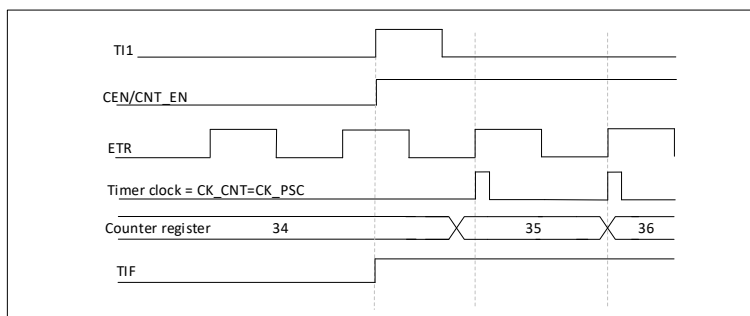 TI1
CEN/CNT_EN
ETR
Timer clock = CK_CNT=CK_PSC
Counter register 34 35 36
TIF